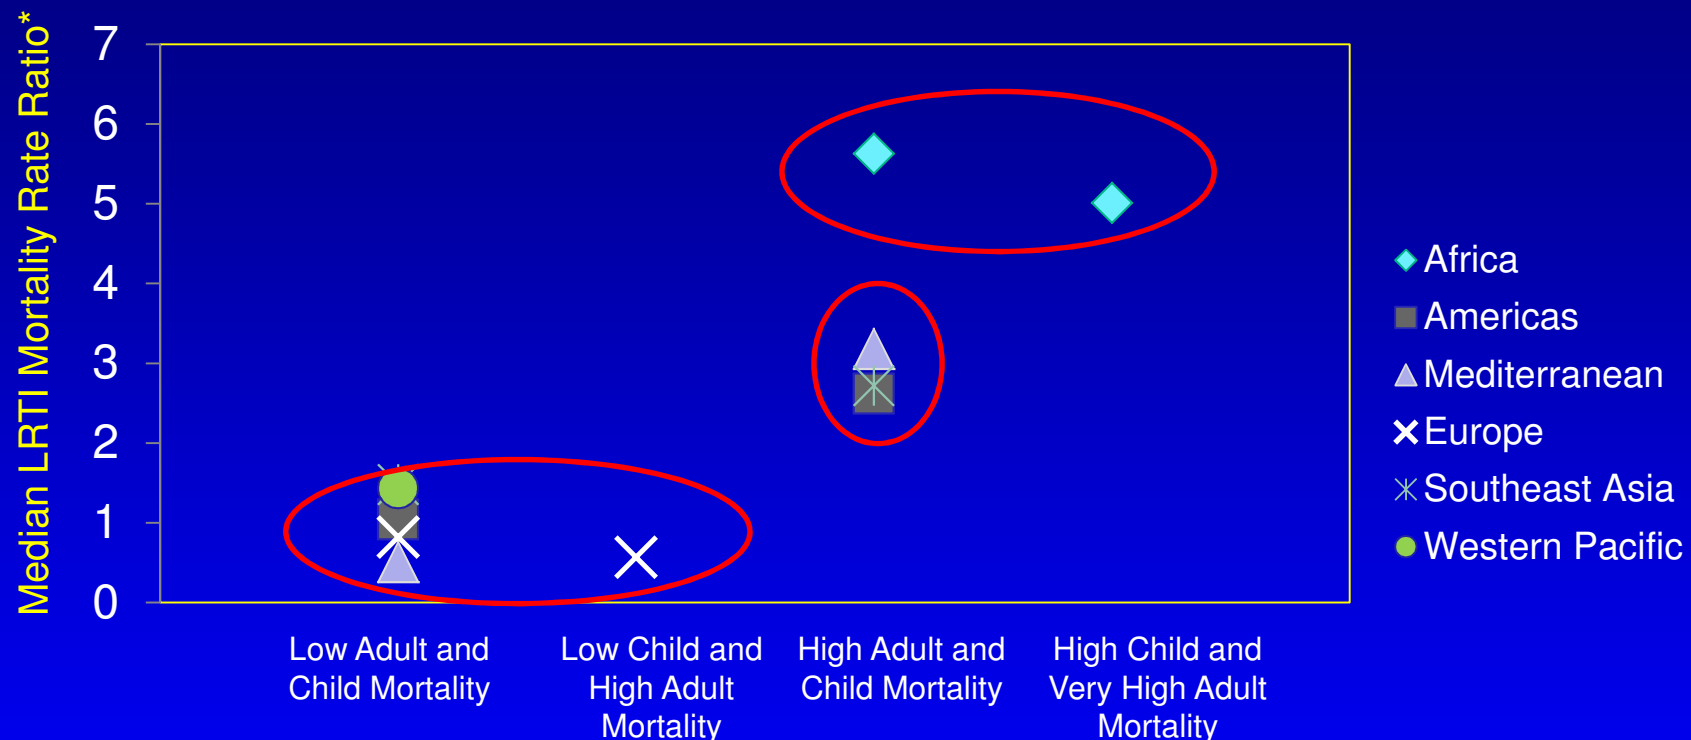 Median LRTI Mortality Rate Ratio*
7
6
5
4
3
2
1
0
Low Adult and
Child Mortality
Low Child and
High Adult
Mortality
High Adult and
Child Mortality
High Child and
Very High Adult
Mortality
Africa
Americas
Mediterranean
Europe
Southeast Asia
Western Pacific